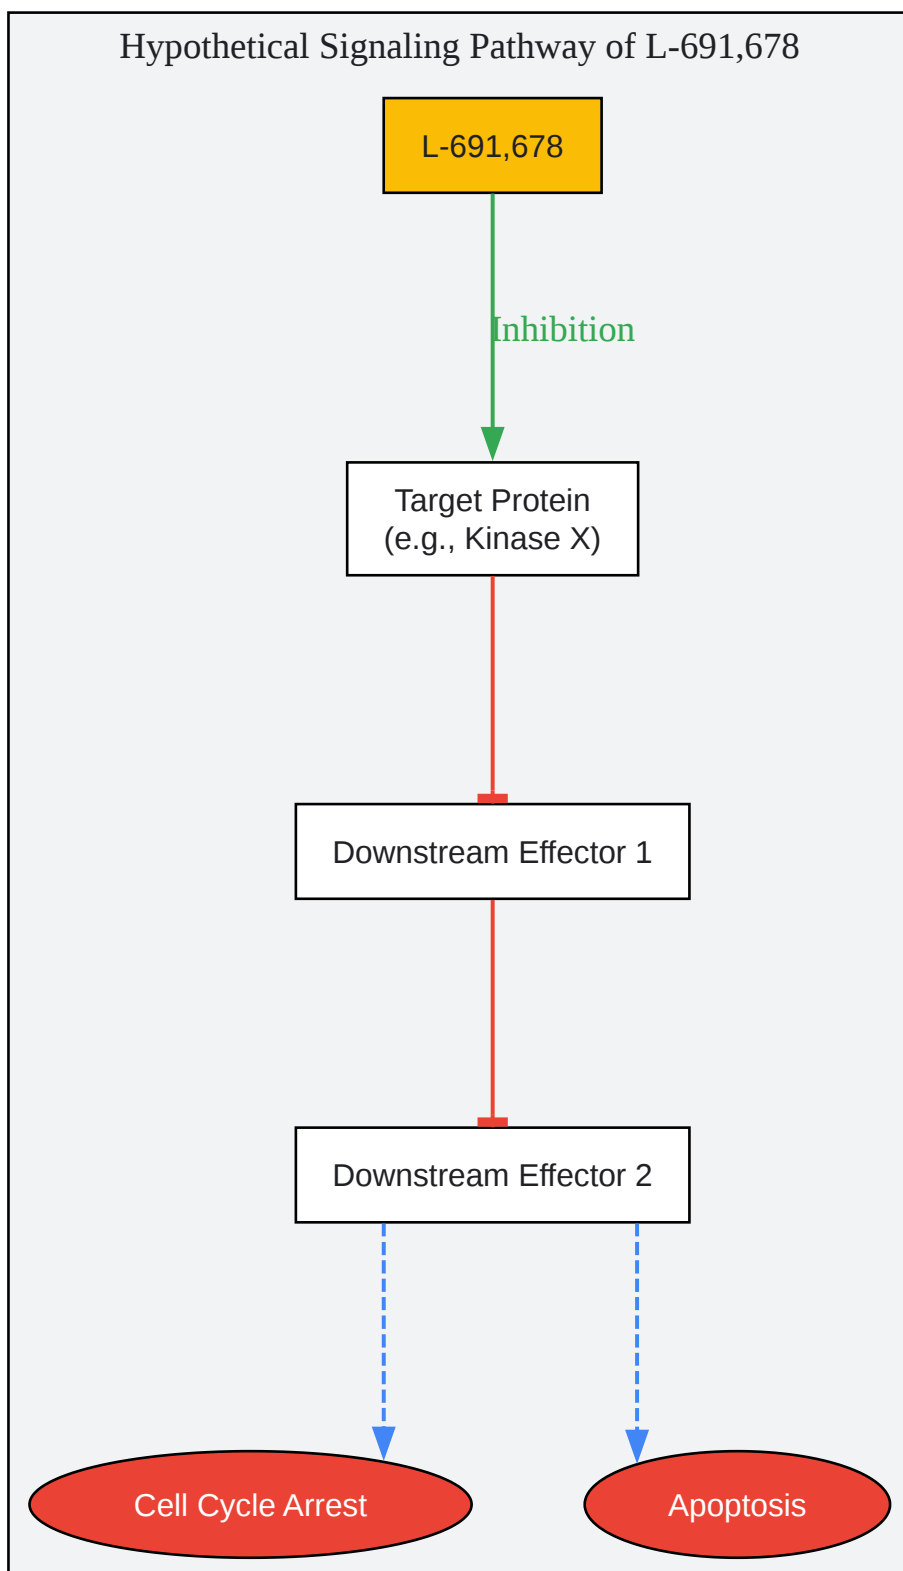 Hypothetical Signaling Pathway of L-691,678
L-691,678
Inhibition
Target Protein
(e.g., Kinase X)
Downstream Effector 1
Downstream Effector 2
Cell Cycle Arrest
Apoptosis